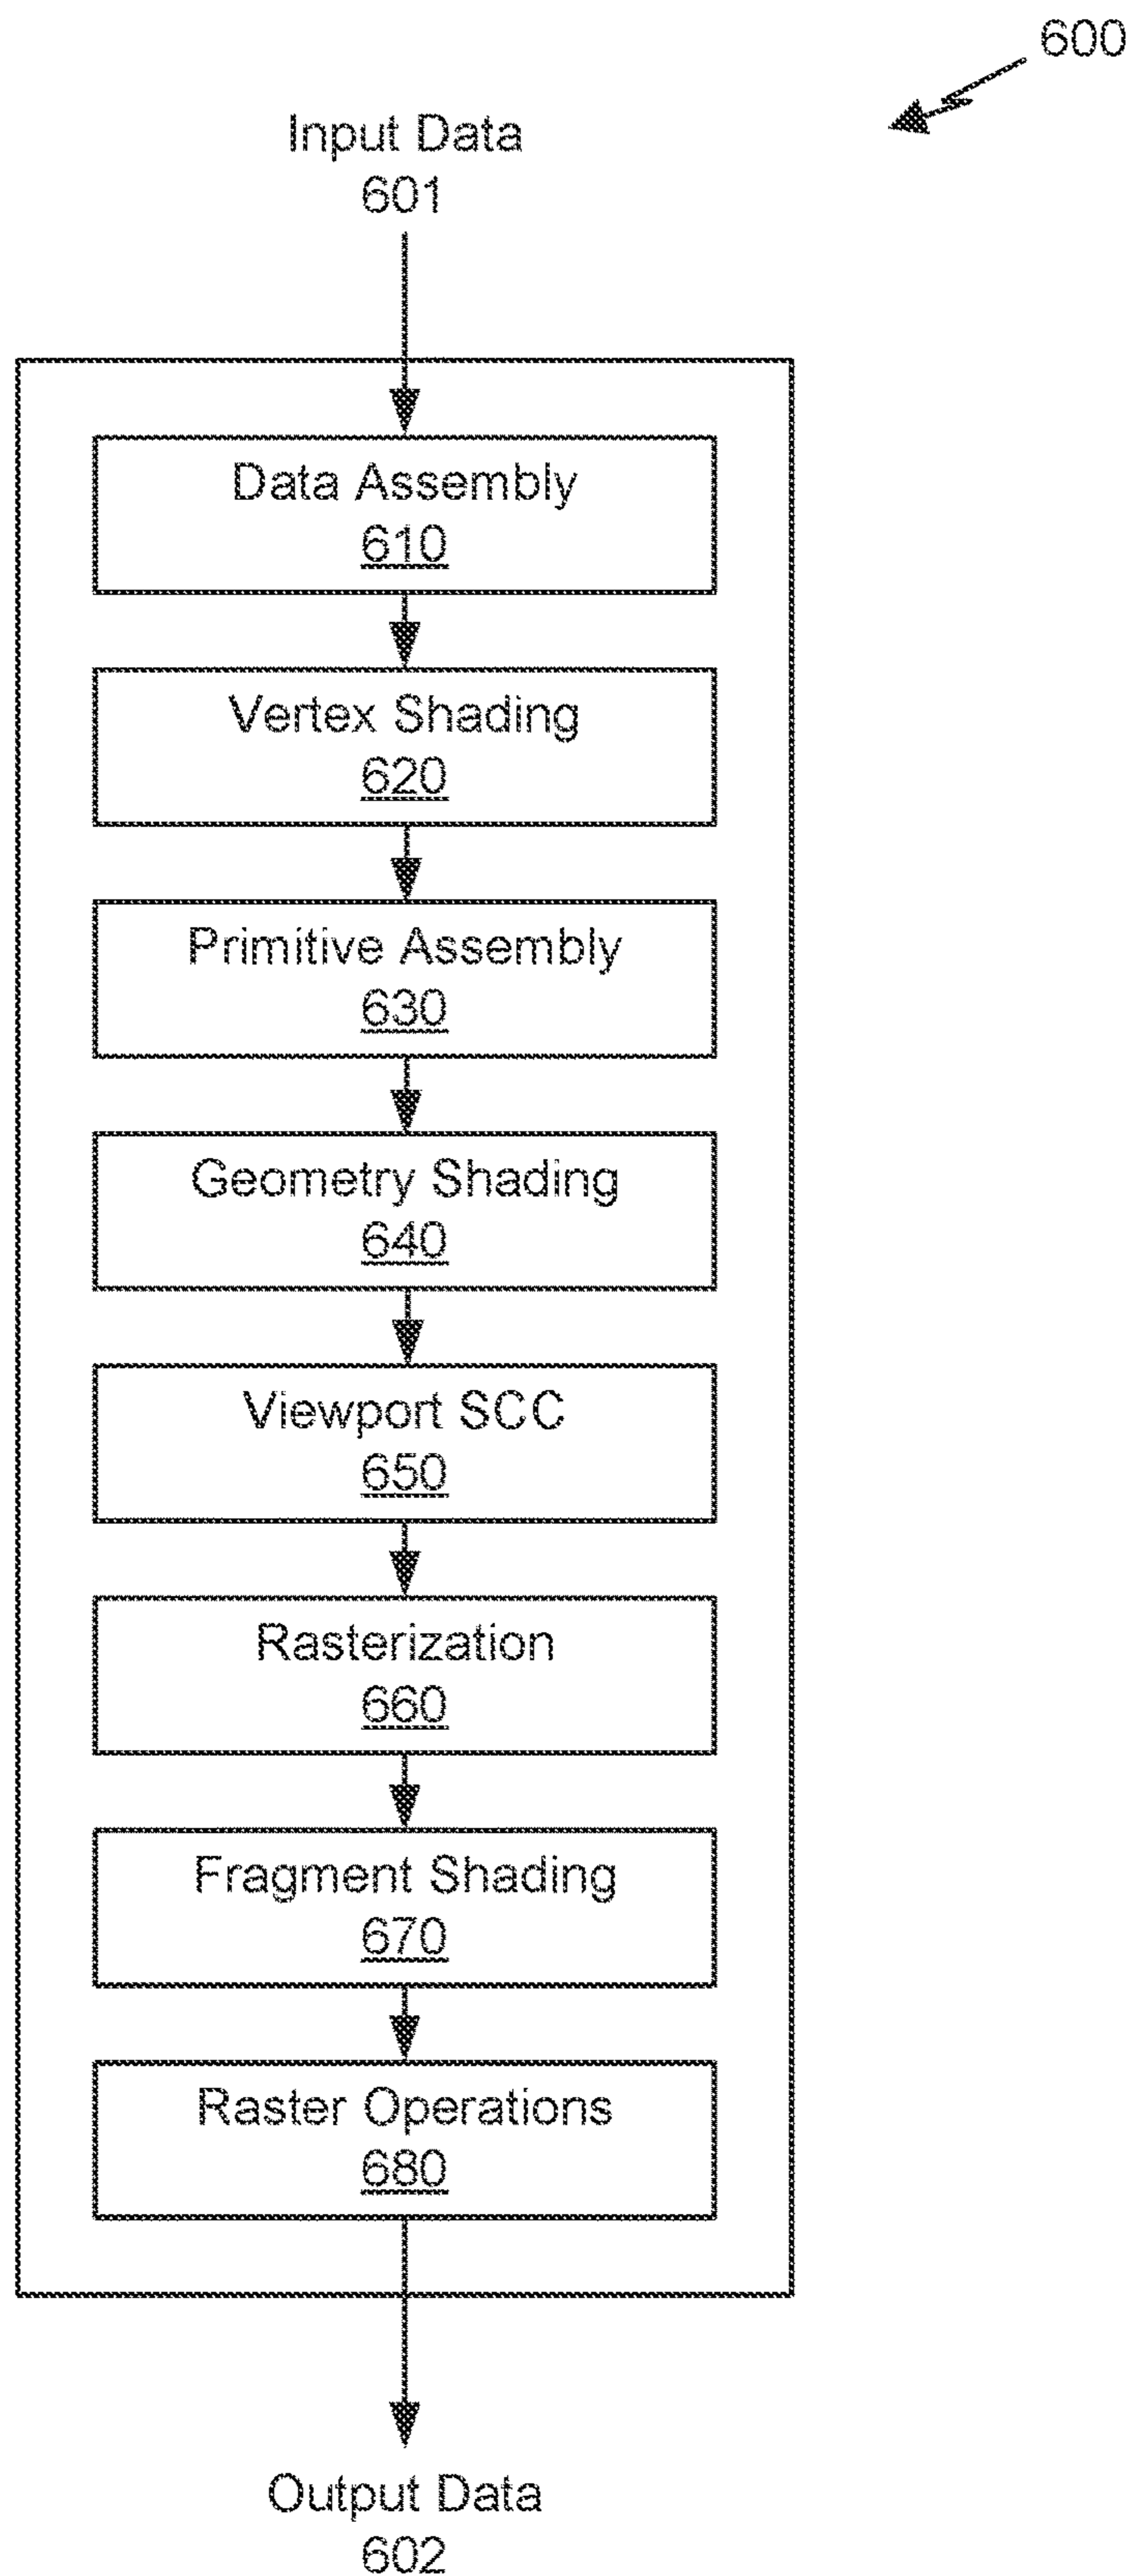 600
Input Data
601
Data Assembly
610
Vertex Shading
620
Primitive Assembly
630
Geometry Shading
640
Viewport SCC
650
Rasterization
660
Fragment Shading
670
Raster Operations
680
Output Data
602